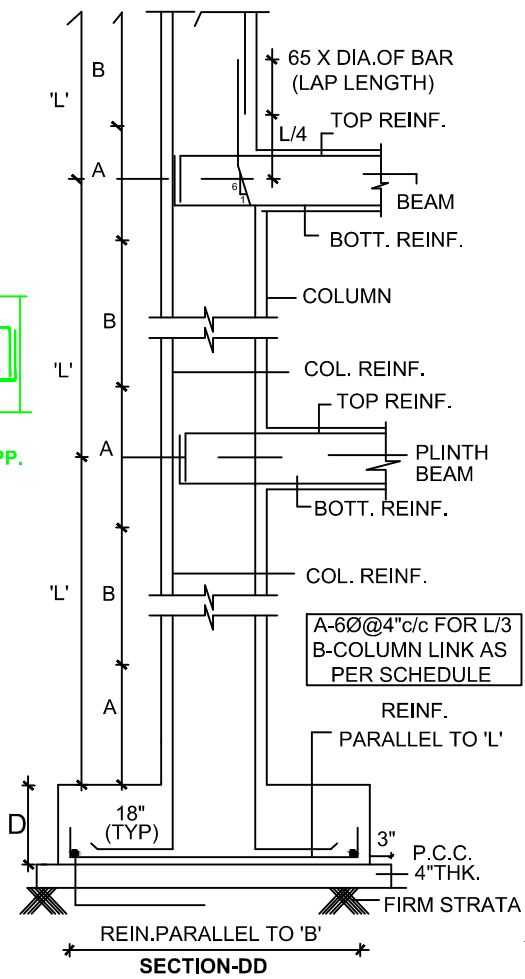 B
'L'
65 X DIA.OF BAR
(LAP LENGTH)
TOP REINF.
L/4
A
6
1
BEAM
BOTT. REINF.
COLUMN
B
'L'
COL. REINF.
TOP REINF.
PP.
A
PLINTH
BEAM
BOTT. REINF.
'L'
B
COL. REINF.
A-6Ø@4"c/c FOR L/3
B-COLUMN LINK AS
PER SCHEDULE
A
REINF.
PARALLEL TO 'L'
D
18"
(TYP)
3"
P.C.C.
4"THK.
FIRM STRATA
REIN.PARALLEL TO 'B'
SECTION-DD